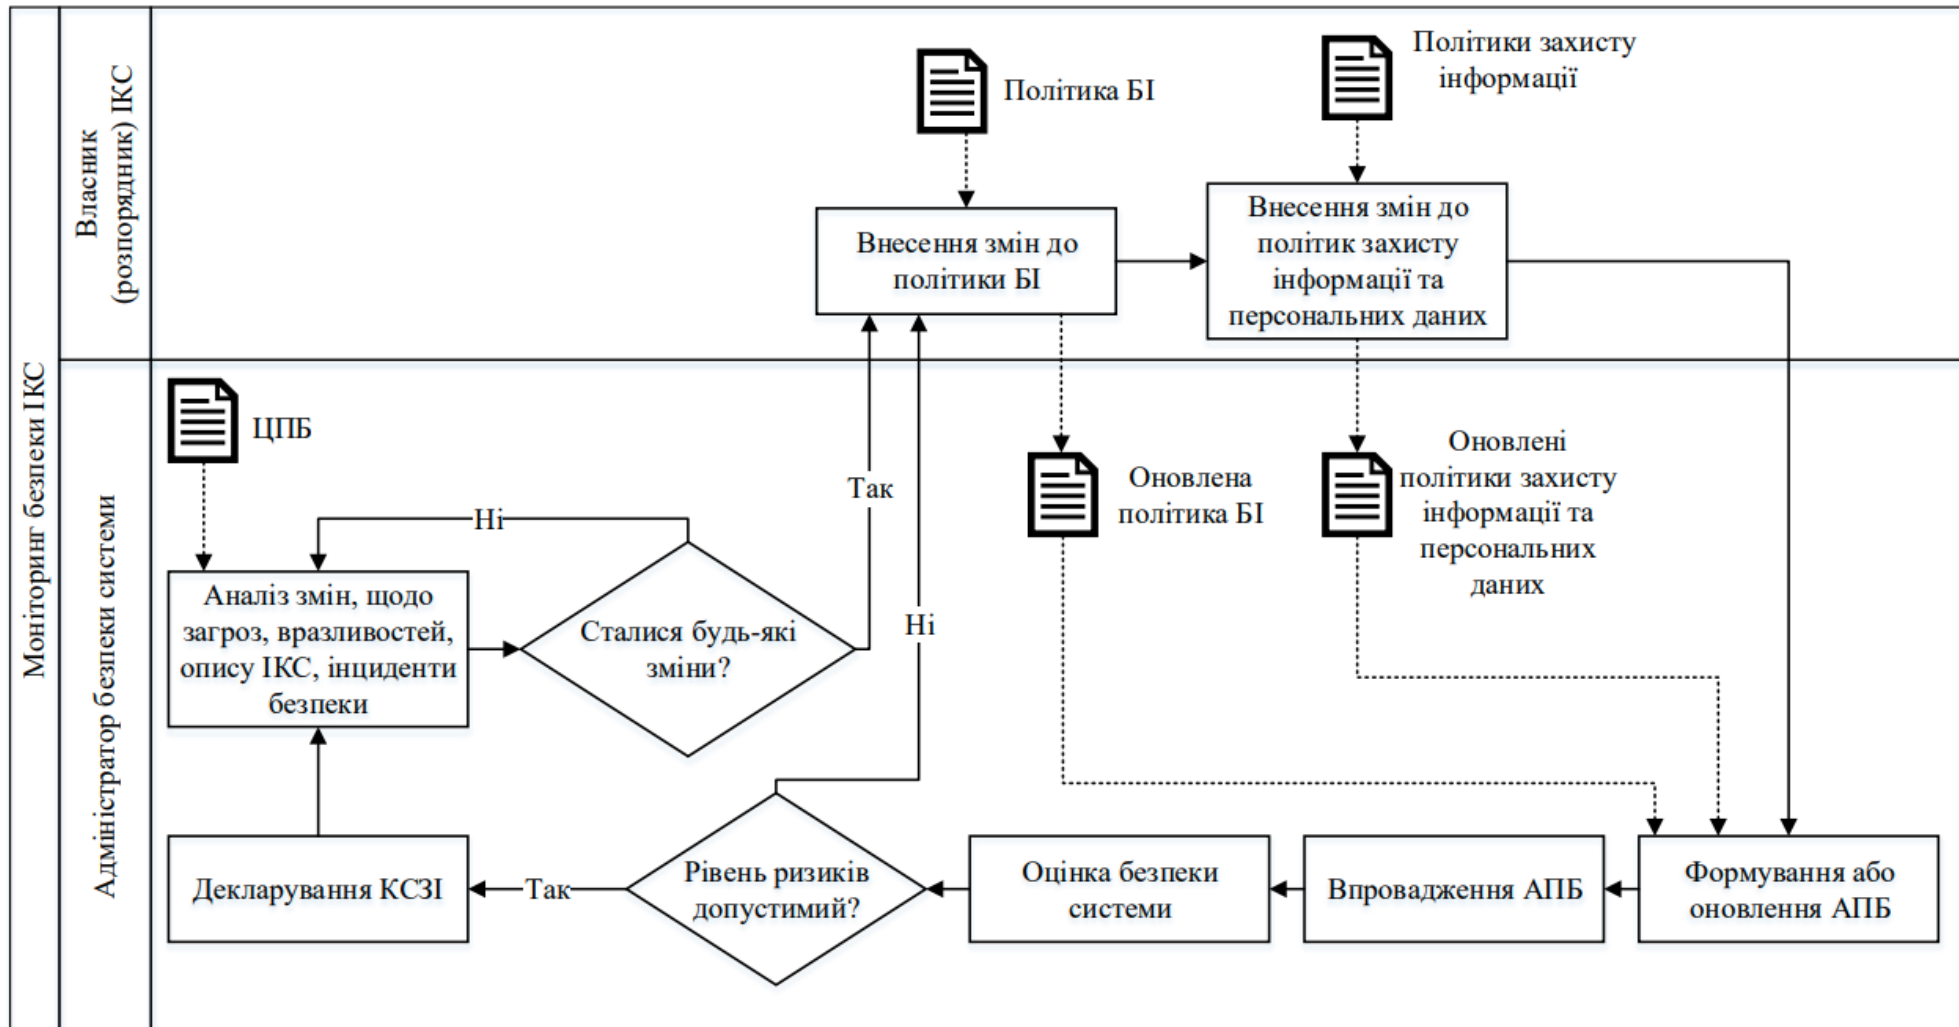 Моніторинг безпеки ІКС
Власник
(розпорядник) ІКС
Політика БІ
Політики захисту
інформації
Внесення змін до
політики БІ
Внесення змін до
політик захисту
інформації та
персональних даних
Адміністратор безпеки системи
ЦПБ
Ні
Аналіз змін, щодо
загроз, вразливостей,
опису ІКС, інциденти
безпеки
Сталися будь-які
зміни?
Так
Ні
Оновлена
політика БІ
Оновлені
політики захисту
інформації та
персональних
даних
Декларування КСЗІ
Так
Рівень ризиків
допустимий?
Оцінка безпеки
системи
Впровадження АПБ
Формування або
оновлення АПБ